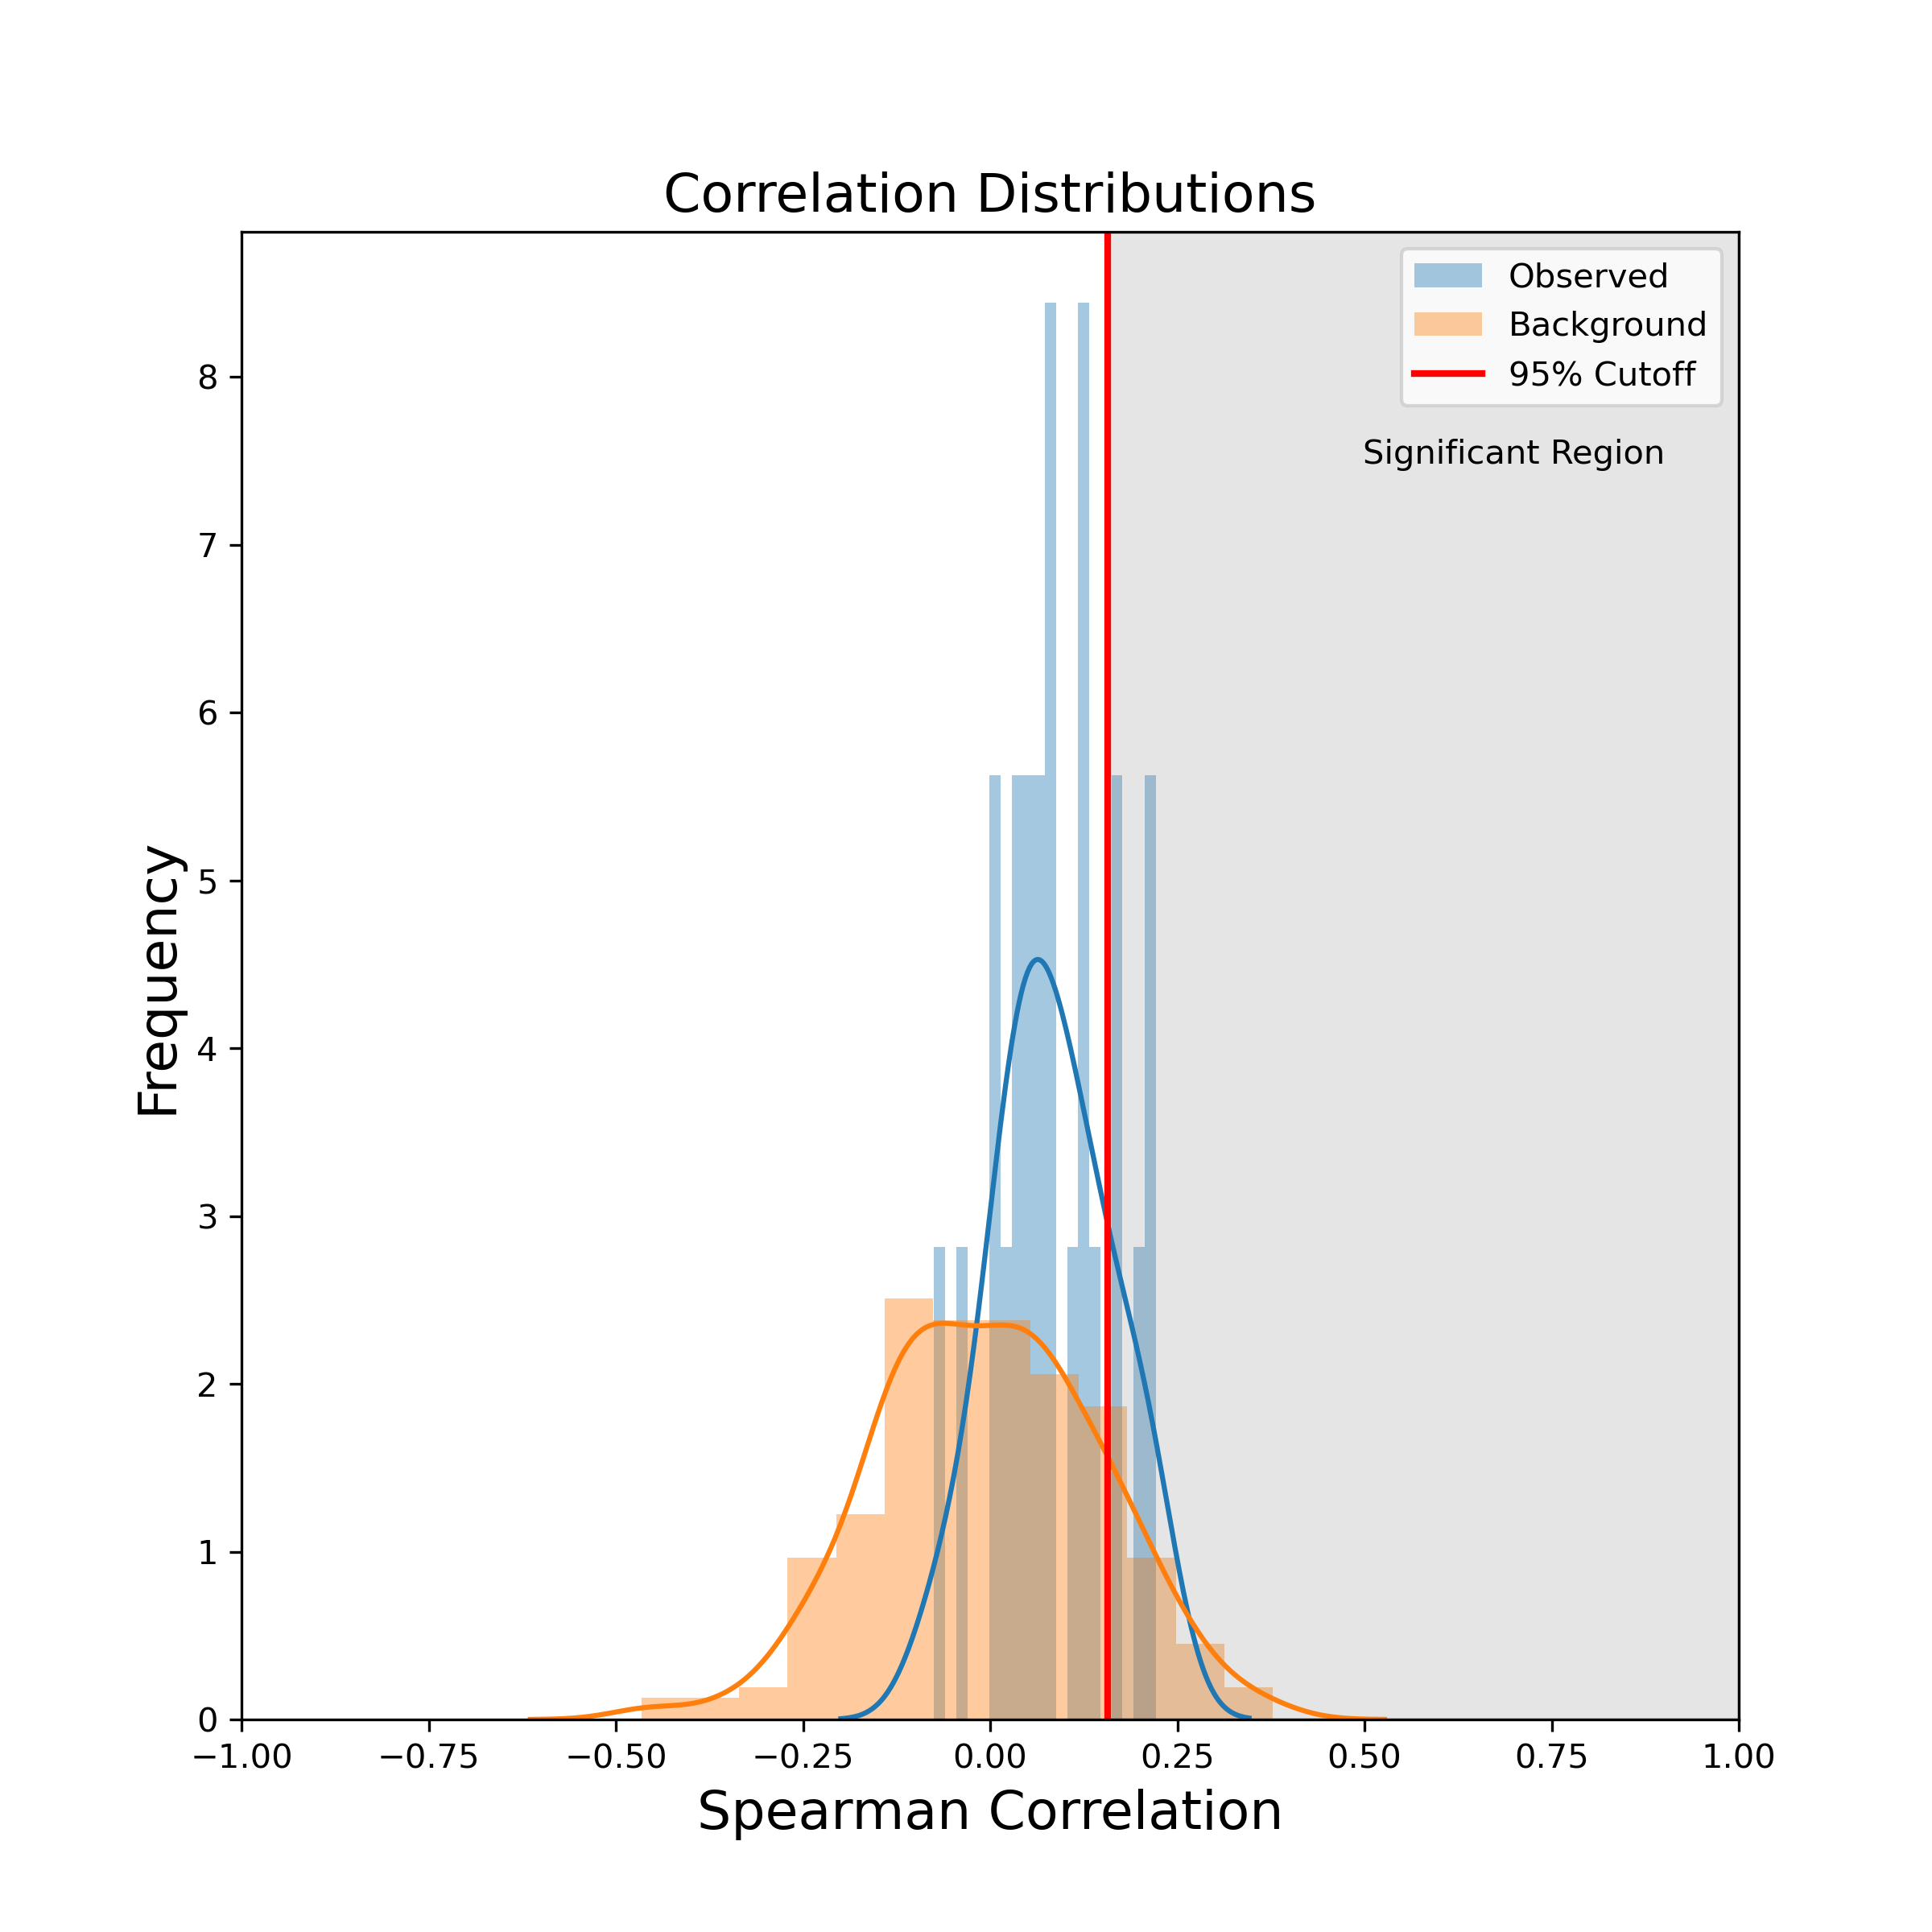 Correlation Distributions
Observed
Background
95% Cutoff
Significant Region
Frequency
8
7
6
5
4
3
2
1
0
−1.00 −0.75 −0.50 −0.25 0.00 0.25 0.50 0.75 1.00
Spearman Correlation